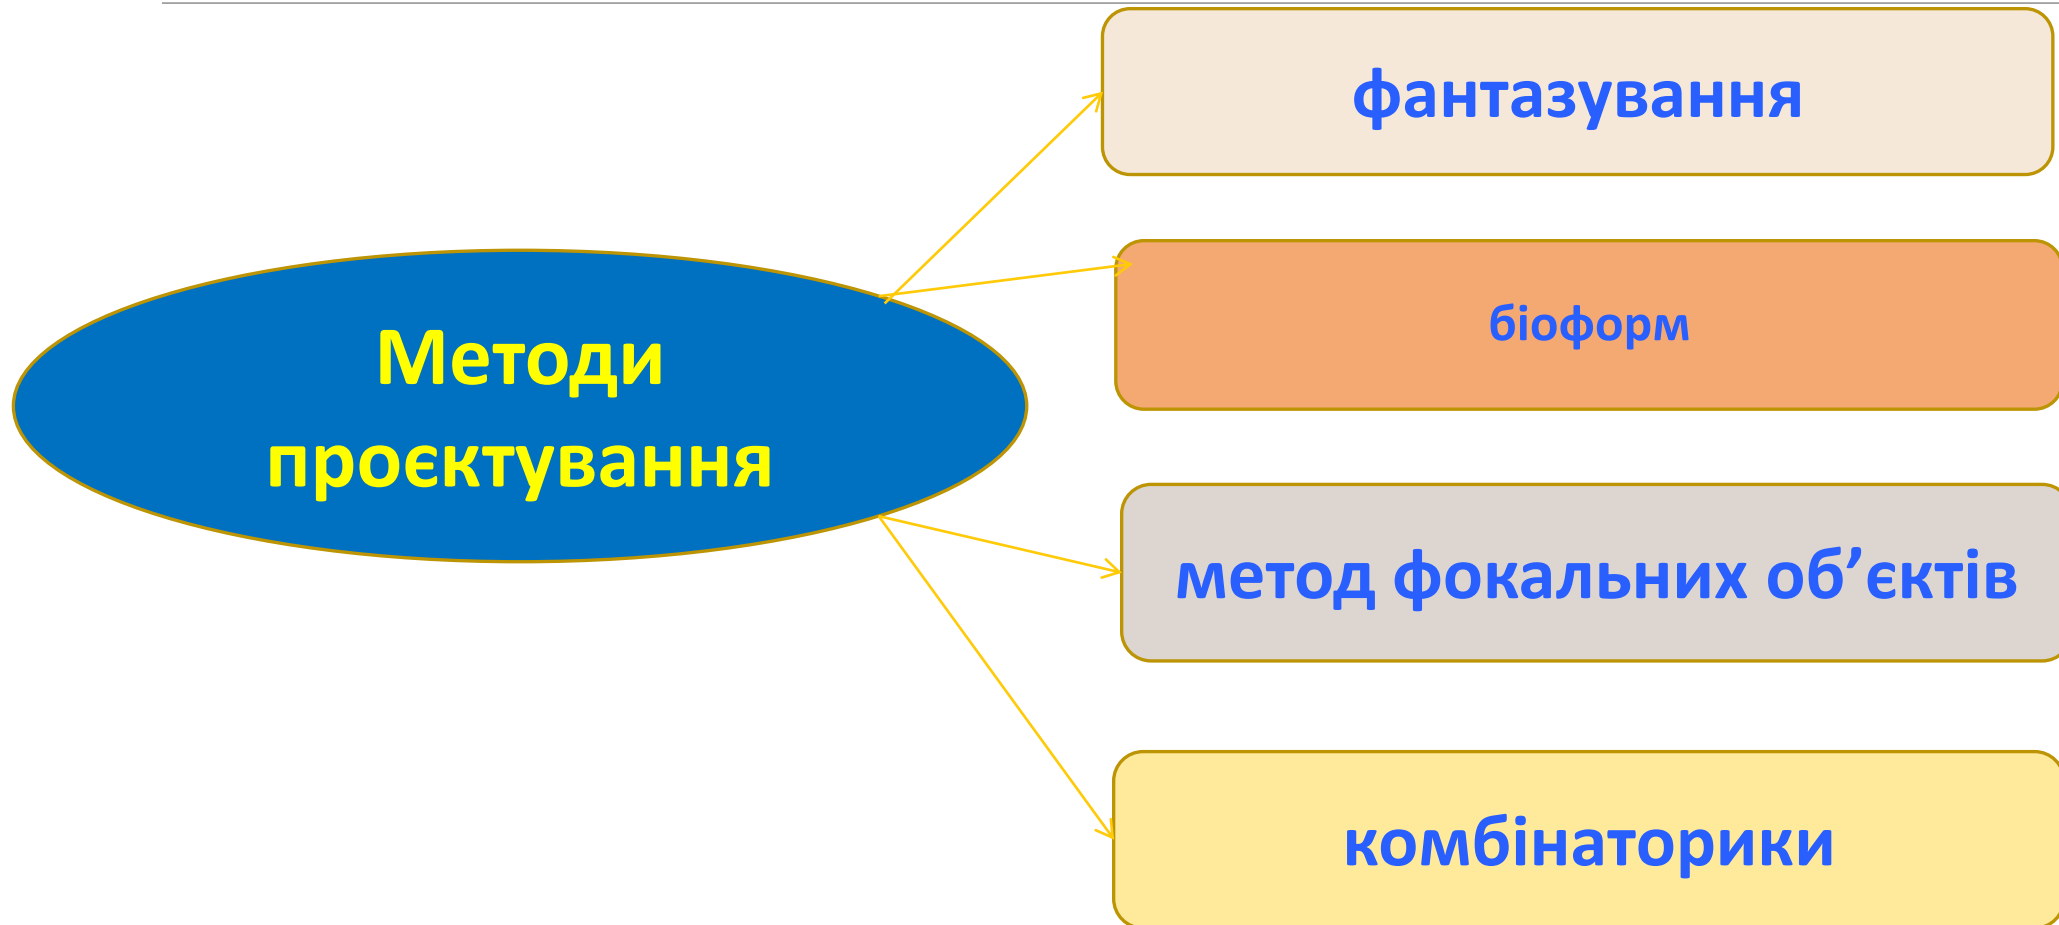 Методи
проєктування
фантазування
біоформ
метод фокальних об’єктів
комбінаторики